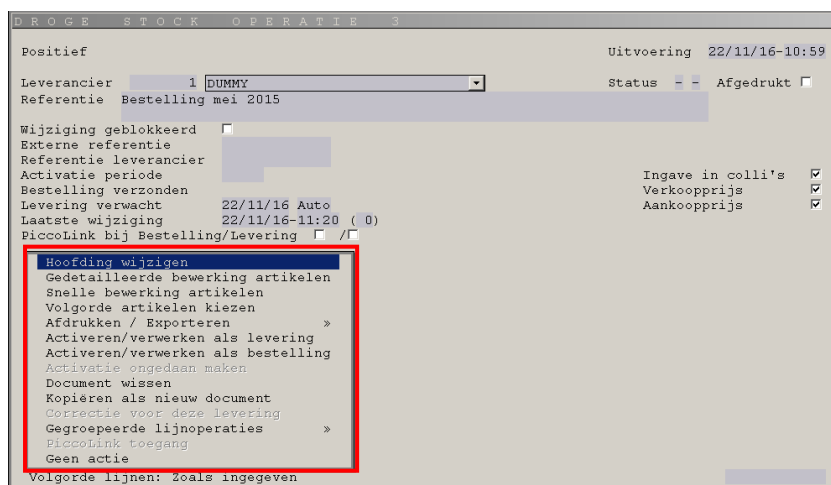 DROGE STOCK OPERATIE 3
Positief Uitvoering 22/11/16-10:59
Leverancier 1 DUMMY Status - - Afgedrukt
Referentie Bestelling mei 2015
Wijziging geblokkeerd
Externe referentie
Referentie leverancier
Activatie periode Ingave in colli's
Bestelling verzonden Verkoopprijs
Levering verwacht 22/11/16 Auto Aankoopprijs
Laatste wijziging 22/11/16-11:20 ( 0)
PiccoLink bij Bestelling/Levering /
Hoofding wijzigen
Gedetailleerde bewerking artikelen
Snelle bewerking artikelen
Volgorde artikelen kiezen
Afdrukken / Exporteren »
Activeren/verwerken als levering
Activeren/verwerken als bestelling
Activatie ongedaan maken
Document wissen
Kopiëren als nieuw document
Correctie voor deze levering
Gegroepeerde lijnoperaties »
PiccoLink toegang
Geen actie
Volgorde lijnen: Zoals ingegeven